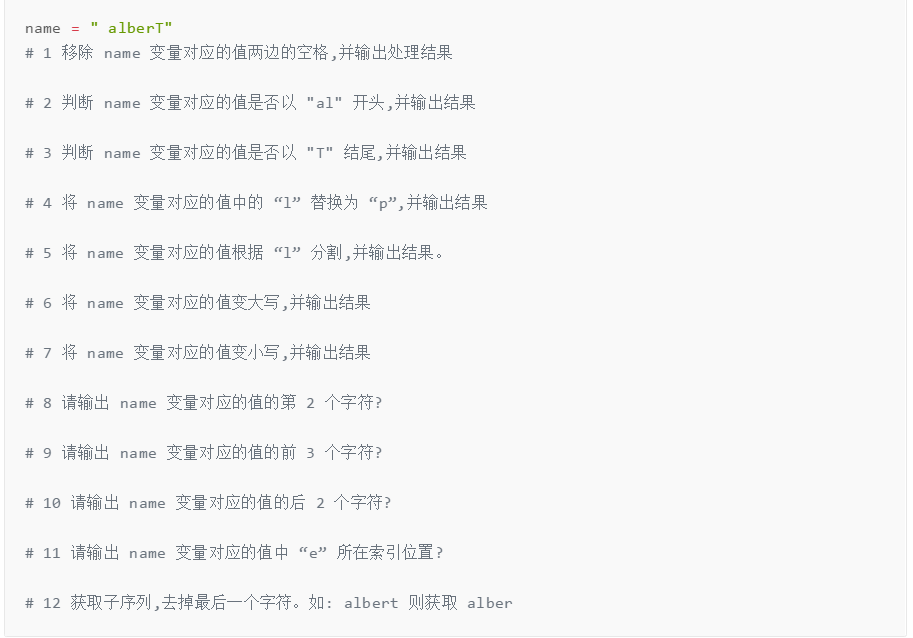 name = " alberT"
# 1 移除 name 变量对应的值两边的空格,并输出处理结果
# 2 判断 name 变量对应的值是否以 "al" 开头,并输出结果
# 3 判断 name 变量对应的值是否以 "T" 结尾,并输出结果
# 4 将 name 变量对应的值中的 “l” 替换为 “p”,并输出结果
# 5 将 name 变量对应的值根据 “l” 分割,并输出结果。
# 6 将 name 变量对应的值变大写,并输出结果
# 7 将 name 变量对应的值变小写,并输出结果
# 8 请输出 name 变量对应的值的第 2 个字符?
# 9 请输出 name 变量对应的值的前 3 个字符?
# 10 请输出 name 变量对应的值的后 2 个字符?
# 11 请输出 name 变量对应的值中 “e” 所在索引位置?
# 12 获取子序列,去掉最后一个字符。如: albert 则获取 alber